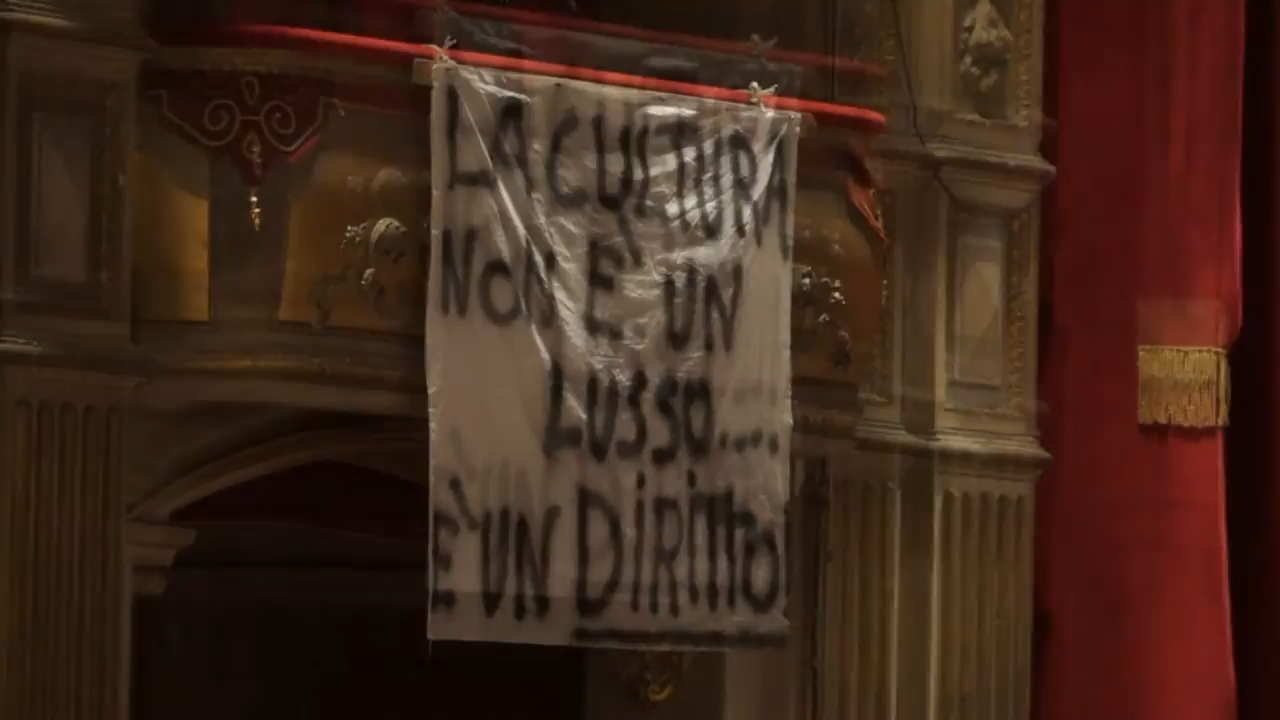 LA CULTURA
NON È UN
LUSSO....
È UN DiRitto